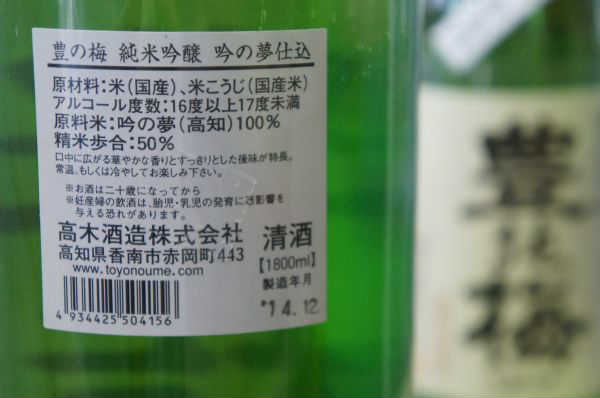 豊の梅 純米吟醸 吟の夢仕込
原材料：米（国産）、米こうじ（国産米）
アルコール度数：16度以上17度未満
原料米：吟の夢（高知）100%
精米歩合：50%
口中に広がる華やかな香りとすっきりとした後味が特長。
常温、もしくは冷やしてお楽しみ下さい。
※お酒は二十歳になってから
※妊産婦の飲酒は、胎児・乳児の発育に悪影響を
与える恐れがあります。
高木酒造株式会社 清酒
高知県香南市赤岡町443 【1800ml】
www.toyonoume.com 製造年月
'14.12
4 934425 504156
豊乃梅